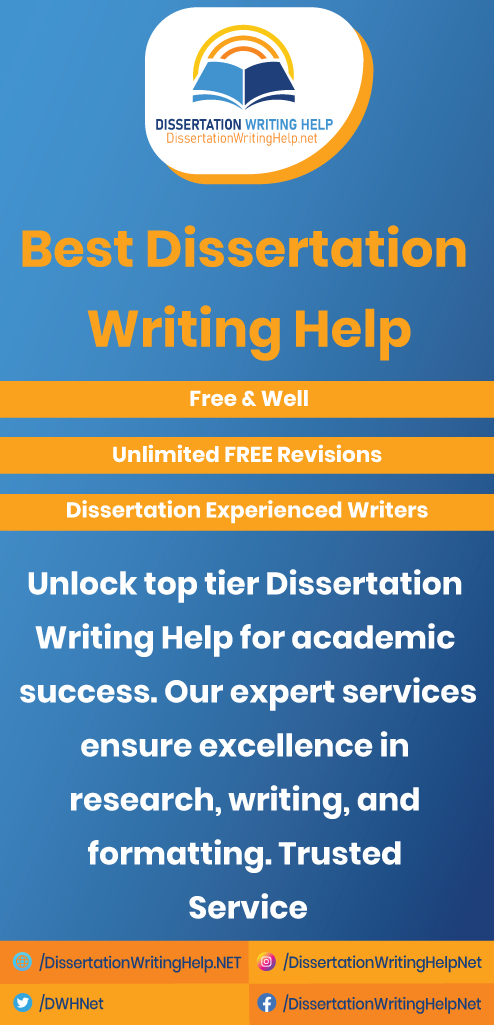 DISSERTATION WRITING HELP
DissertationWritingHelp.net
Best Dissertation
Writing Help
Free & Well
Unlimited FREE Revisions
Dissertation Experienced Writers
Unlock top tier Dissertation
Writing Help for academic
success. Our expert services
ensure excellence in
research, writing, and
formatting. Trusted
Service
/DissertationWritingHelp.NET
/DissertationWritingHelpNet
/DWHNet
/DissertationWritingHelpNet